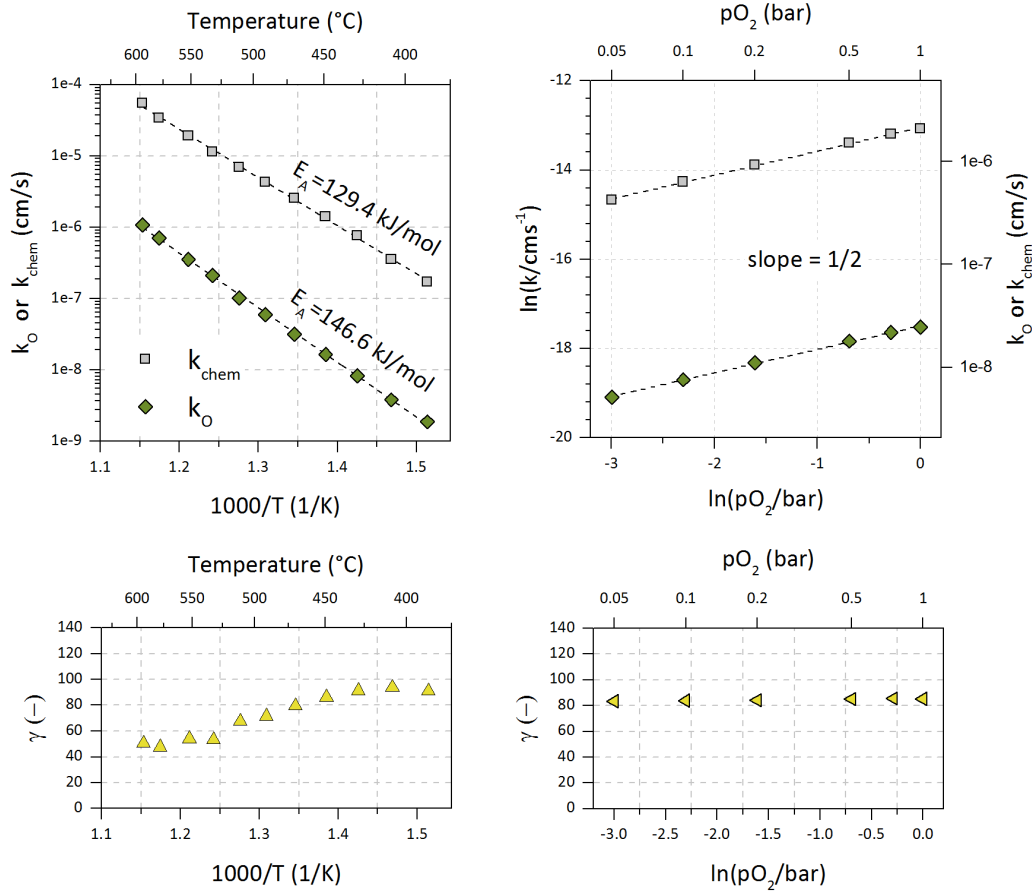 Temperature (°C)
600 550 500 450 400
1e-4
1e-5
1e-6
1e-7
1e-8
1e-9
k_O or k_chem (cm/s)
E_A=129.4 kJ/mol
E_A=146.6 kJ/mol
k_chem
k_O
1.1 1.2 1.3 1.4 1.5
1000/T (1/K)
pO₂ (bar)
0.05 0.1 0.2 0.5 1
-12
-14
-16
-18
-20
ln(k/cms⁻¹)
slope = 1/2
1e-6
1e-7
1e-8
k_O or k_chem (cm/s)
-3 -2 -1 0
ln(pO₂/bar)
Temperature (°C)
600 550 500 450 400
140
120
100
80
60
40
20
0
γ (−)
1.1 1.2 1.3 1.4 1.5
1000/T (1/K)
pO₂ (bar)
0.05 0.1 0.2 0.5 1
140
120
100
80
60
40
20
0
γ (−)
-3.0 -2.5 -2.0 -1.5 -1.0 -0.5 0.0
ln(pO₂/bar)